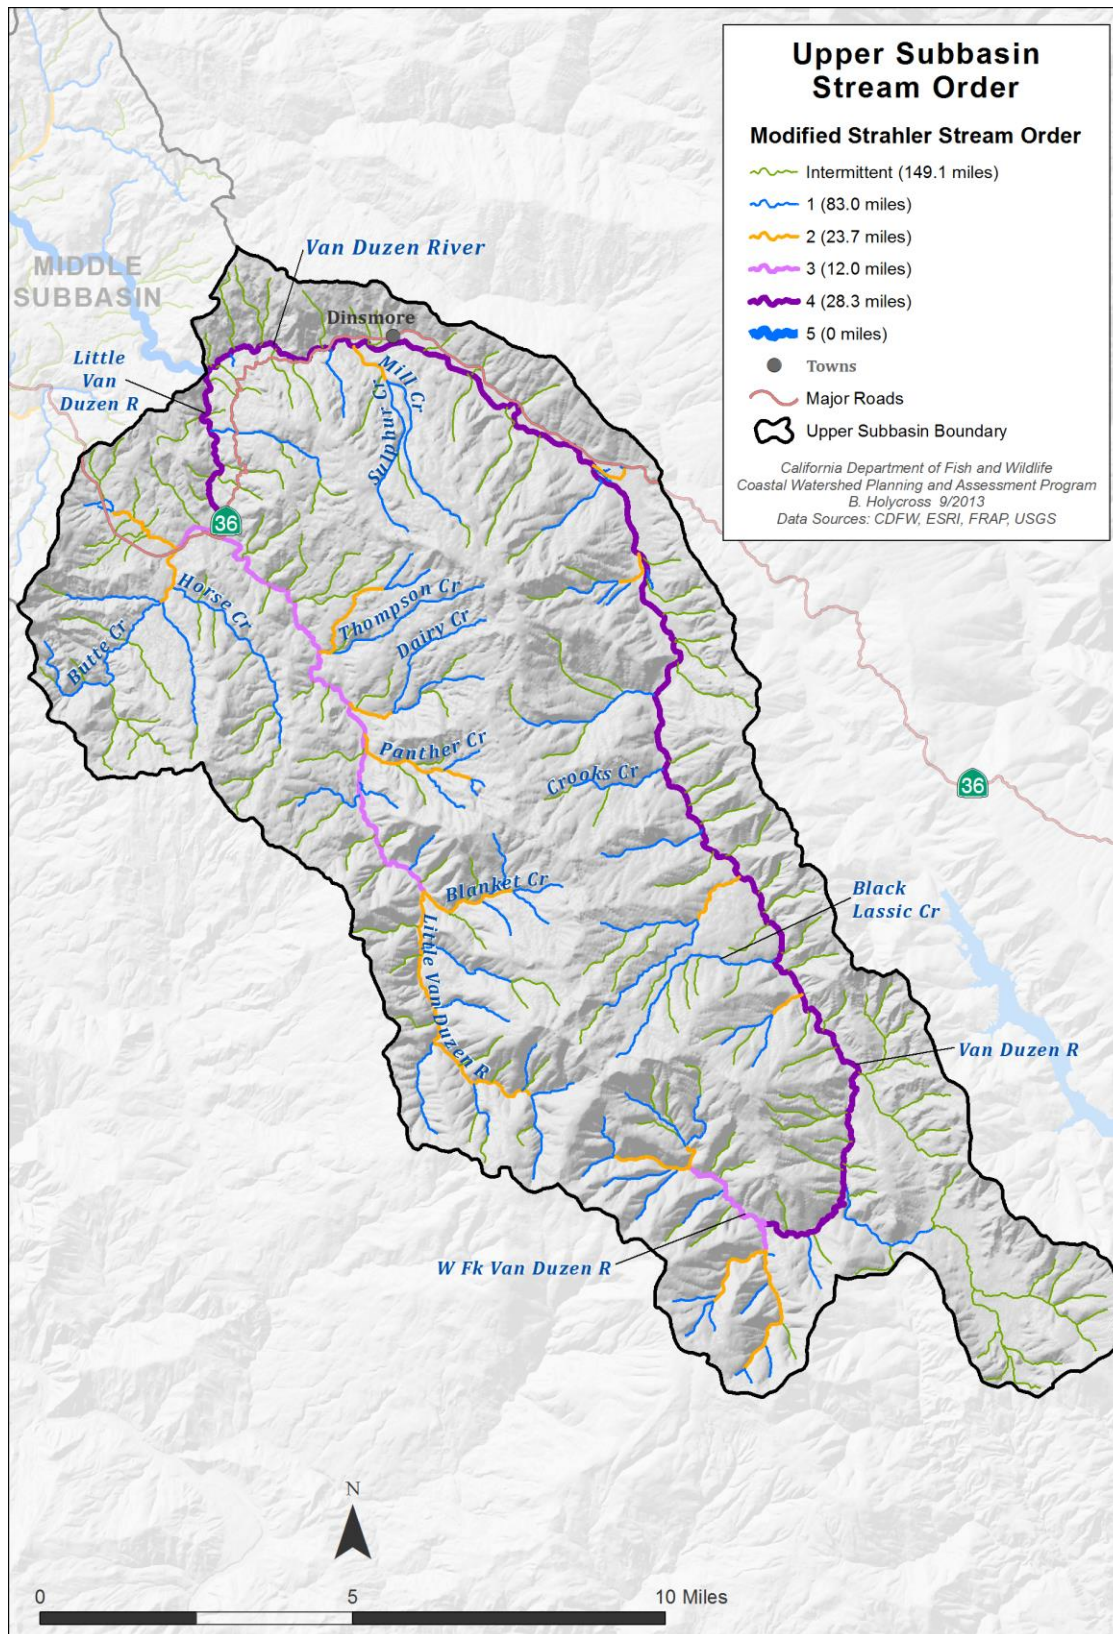 Upper Subbasin
Stream Order
Modified Strahler Stream Order
Intermittent (149.1 miles)
1 (83.0 miles)
2 (23.7 miles)
3 (12.0 miles)
4 (28.3 miles)
5 (0 miles)
Towns
Major Roads
Upper Subbasin Boundary
California Department of Fish and Wildlife
Coastal Watershed Planning and Assessment Program
B. Holycross 9/2013
Data Sources: CDFW, ESRI, FRAP, USGS
Van Duzen River
MIDDLE
SUBBASIN
Dinsmore
Little
Van
Duzen R
Mill Cr
Sulphur Cr
36
Horse Cr
Thompson Cr
Butte Cr
Dairy Cr
Panther Cr
Crooks Cr
36
Blanket Cr
Black
Lassic Cr
Little Van Duzen R
Van Duzen R
W Fk Van Duzen R
N
0
5
10 Miles